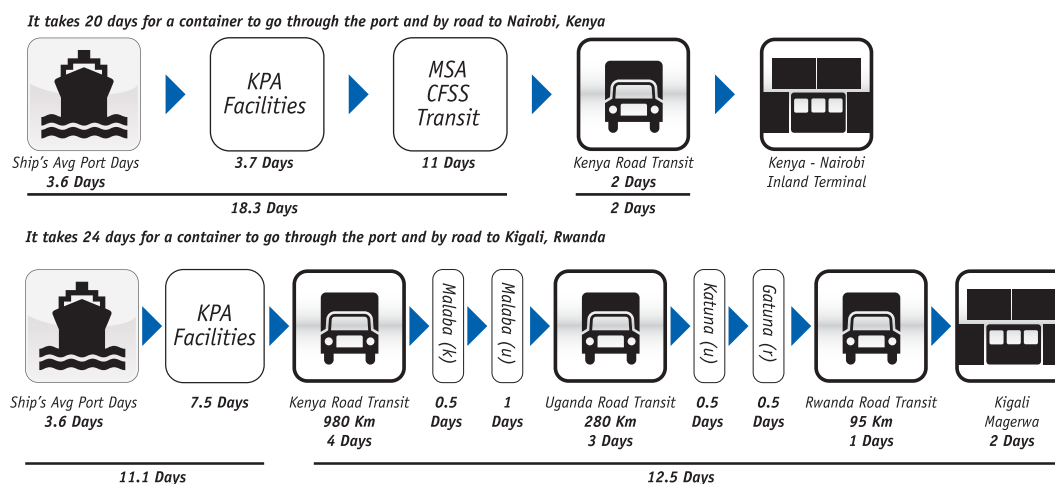 It takes 20 days for a container to go through the port and by road to Nairobi, Kenya
KPA
Facilities
MSA
CFSS
Transit
Ship's Avg Port Days
3.6 Days
3.7 Days
11 Days
Kenya Road Transit
2 Days
Kenya - Nairobi
Inland Terminal
18.3 Days
2 Days
It takes 24 days for a container to go through the port and by road to Kigali, Rwanda
KPA
Facilities
Malaba (k)
Malaba (u)
Katuna (u)
Gatuna (r)
Ship's Avg Port Days
3.6 Days
7.5 Days
Kenya Road Transit
980 Km
4 Days
0.5
Days
1
Days
Uganda Road Transit
280 Km
3 Days
0.5
Days
0.5
Days
Rwanda Road Transit
95 Km
1 Days
Kigali
Magerwa
2 Days
11.1 Days
12.5 Days